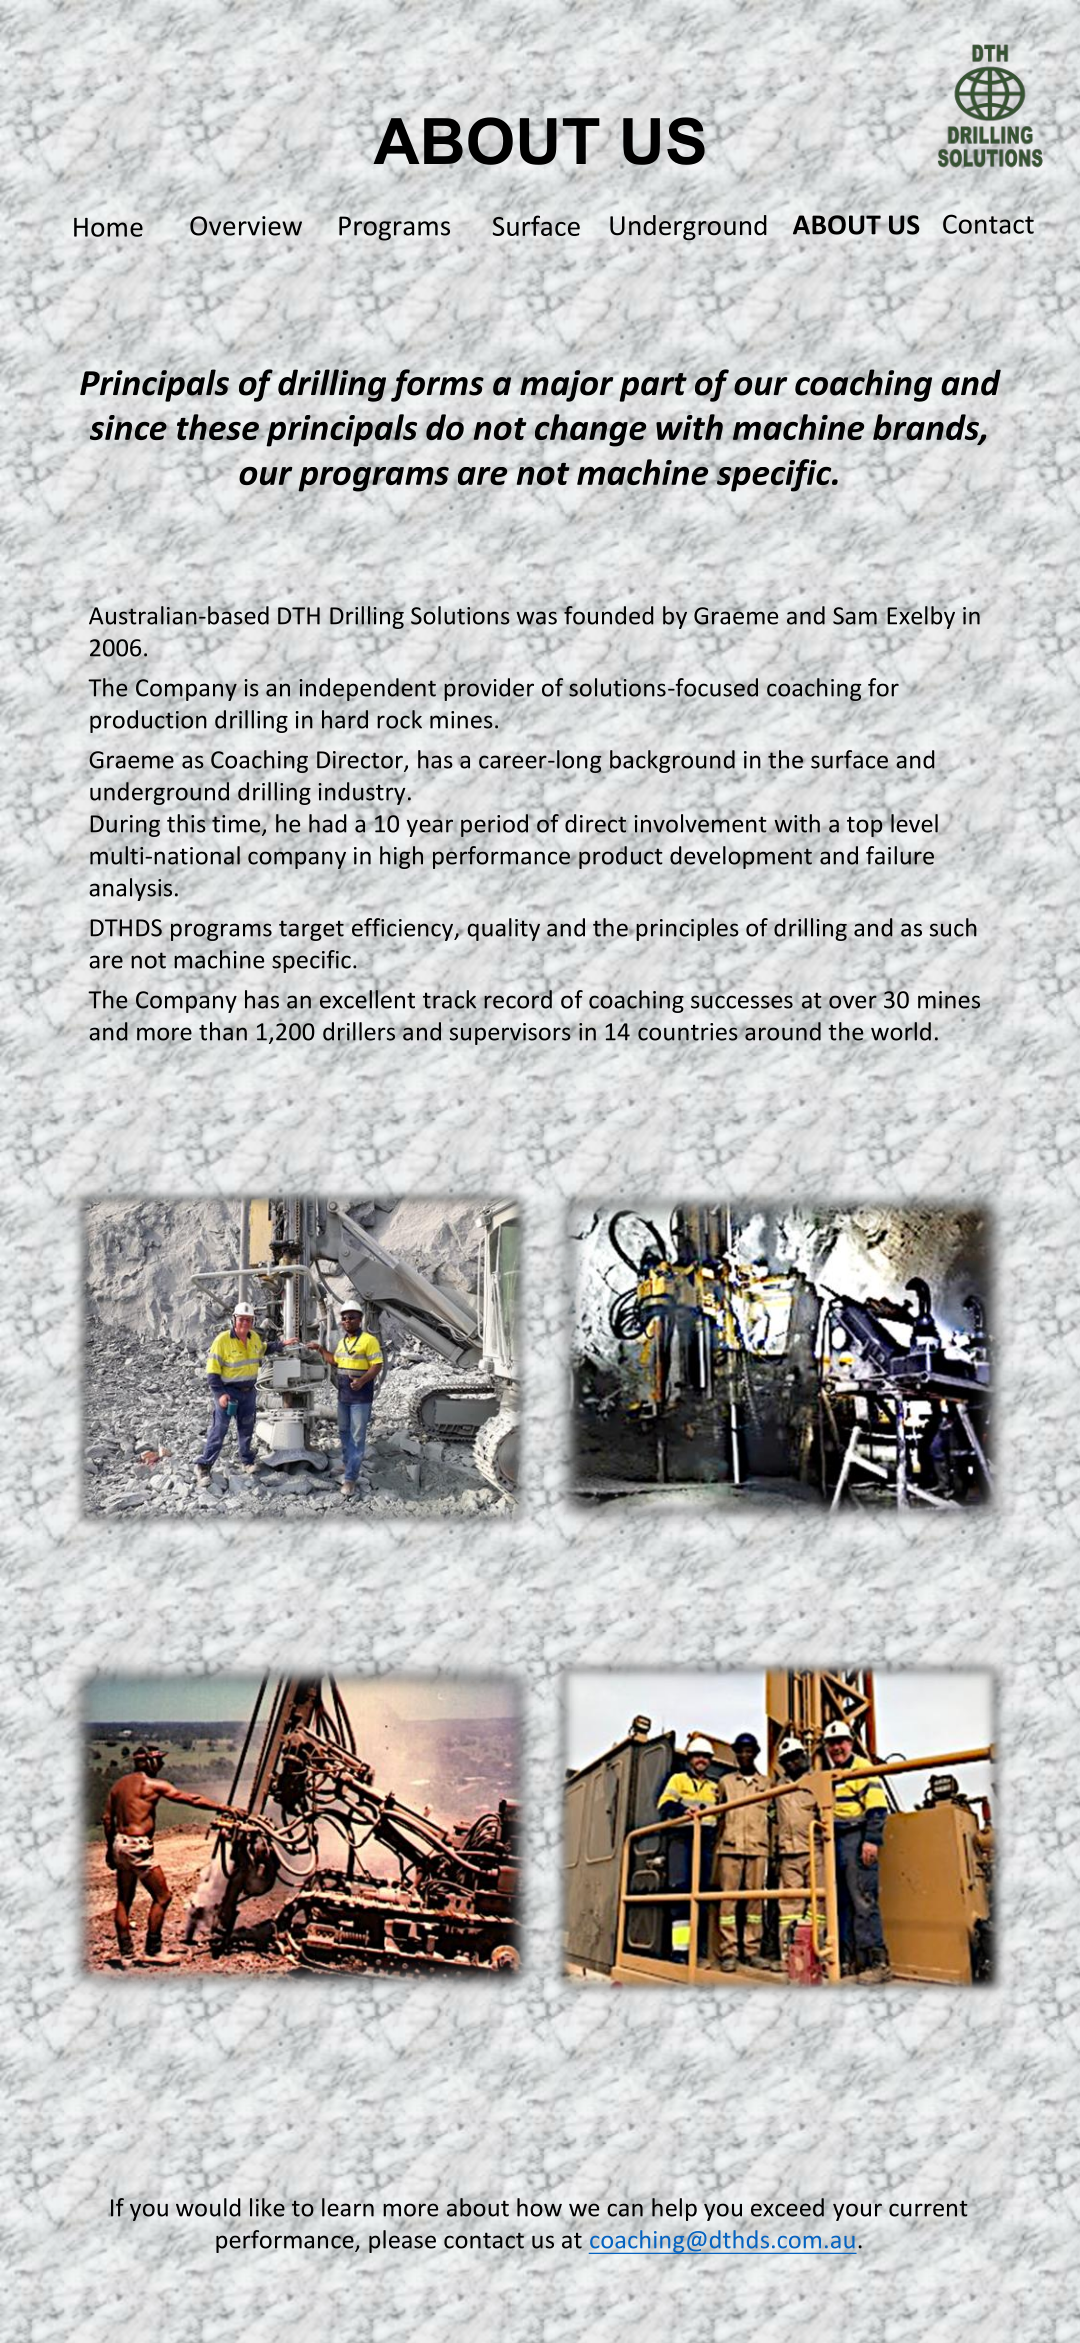 DTH
DRILLING
SOLUTIONS
ABOUT US
Home Overview Programs Surface Underground ABOUT US Contact
Principals of drilling forms a major part of our coaching and
since these principals do not change with machine brands,
our programs are not machine specific.
Australian-based DTH Drilling Solutions was founded by Graeme and Sam Exelby in
2006.
The Company is an independent provider of solutions-focused coaching for
production drilling in hard rock mines.
Graeme as Coaching Director, has a career-long background in the surface and
underground drilling industry.
During this time, he had a 10 year period of direct involvement with a top level
multi-national company in high performance product development and failure
analysis.
DTHDS programs target efficiency, quality and the principles of drilling and as such
are not machine specific.
The Company has an excellent track record of coaching successes at over 30 mines
and more than 1,200 drillers and supervisors in 14 countries around the world.
If you would like to learn more about how we can help you exceed your current
performance, please contact us at coaching@dthds.com.au.